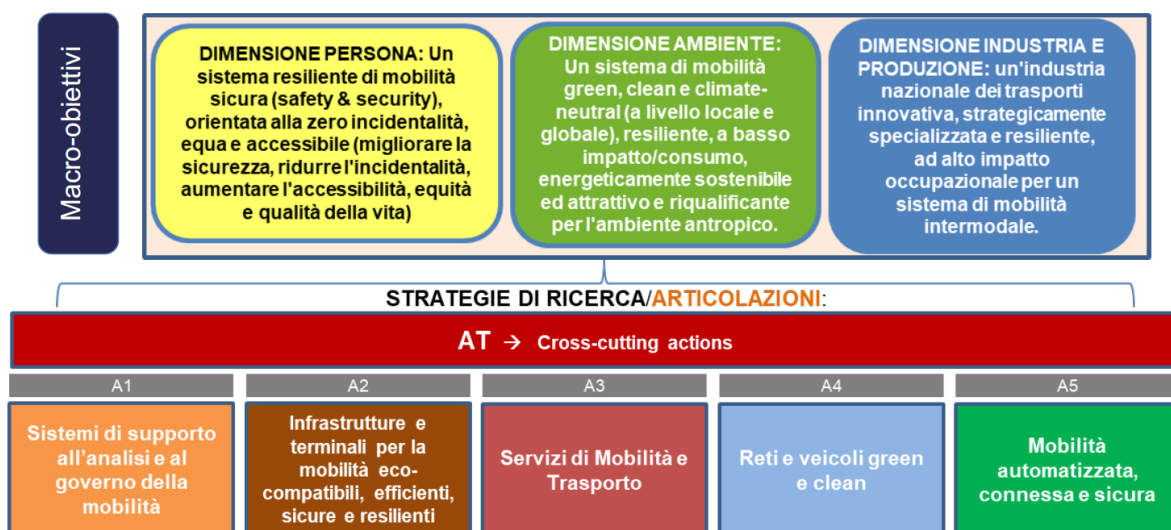 Macro-obiettivi
DIMENSIONE PERSONA: Un
sistema resiliente di mobilità
sicura (safety & security),
orientata alla zero incidentalità,
equa e accessibile (migliorare la
sicurezza, ridurre l'incidentalità,
aumentare l'accessibilità, equità
e qualità della vita)
DIMENSIONE AMBIENTE:
Un sistema di mobilità
green, clean e climate-
neutral (a livello locale e
globale), resiliente, a basso
impatto/consumo,
energeticamente sostenibile
ed attrattivo e riqualificante
per l'ambiente antropico.
DIMENSIONE INDUSTRIA E
PRODUZIONE: un'industria
nazionale dei trasporti
innovativa, strategicamente
specializzata e resiliente,
ad alto impatto
occupazionale per un
sistema di mobilità
intermodale.
STRATEGIE DI RICERCA/ARTICOLAZIONI:
AT → Cross-cutting actions
A1
Sistemi di supporto
all'analisi e al
governo della
mobilità
A2
Infrastrutture e
terminali per la
mobilità eco-
compatibili, efficienti,
sicure e resilienti
A3
Servizi di Mobilità e
Trasporto
A4
Reti e veicoli green
e clean
A5
Mobilità
automatizzata,
connessa e sicura